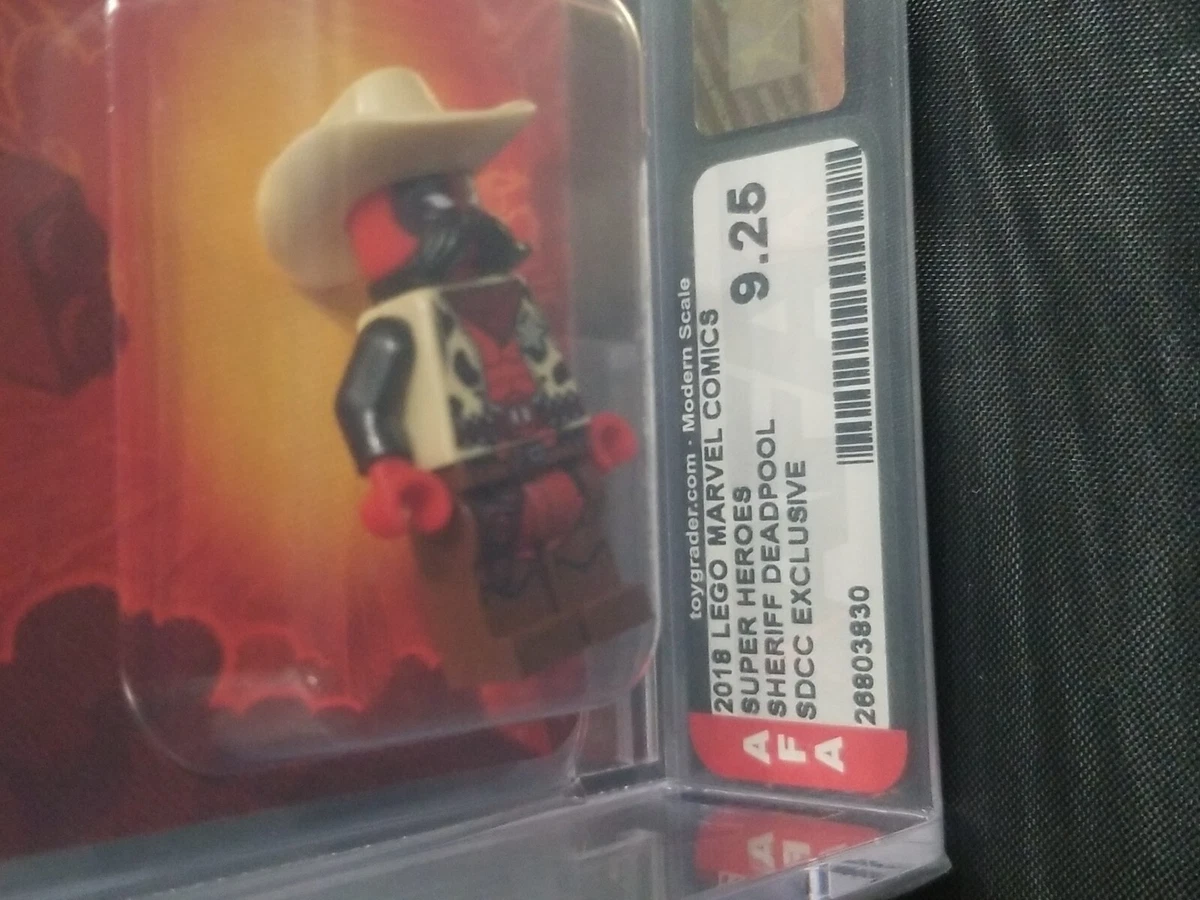 toygrader.com · Modern Scale
2018 LEGO MARVEL COMICS
SUPER HEROES
9.25
SHERIFF DEADPOOL
SDCC EXCLUSIVE
26803830
AFA